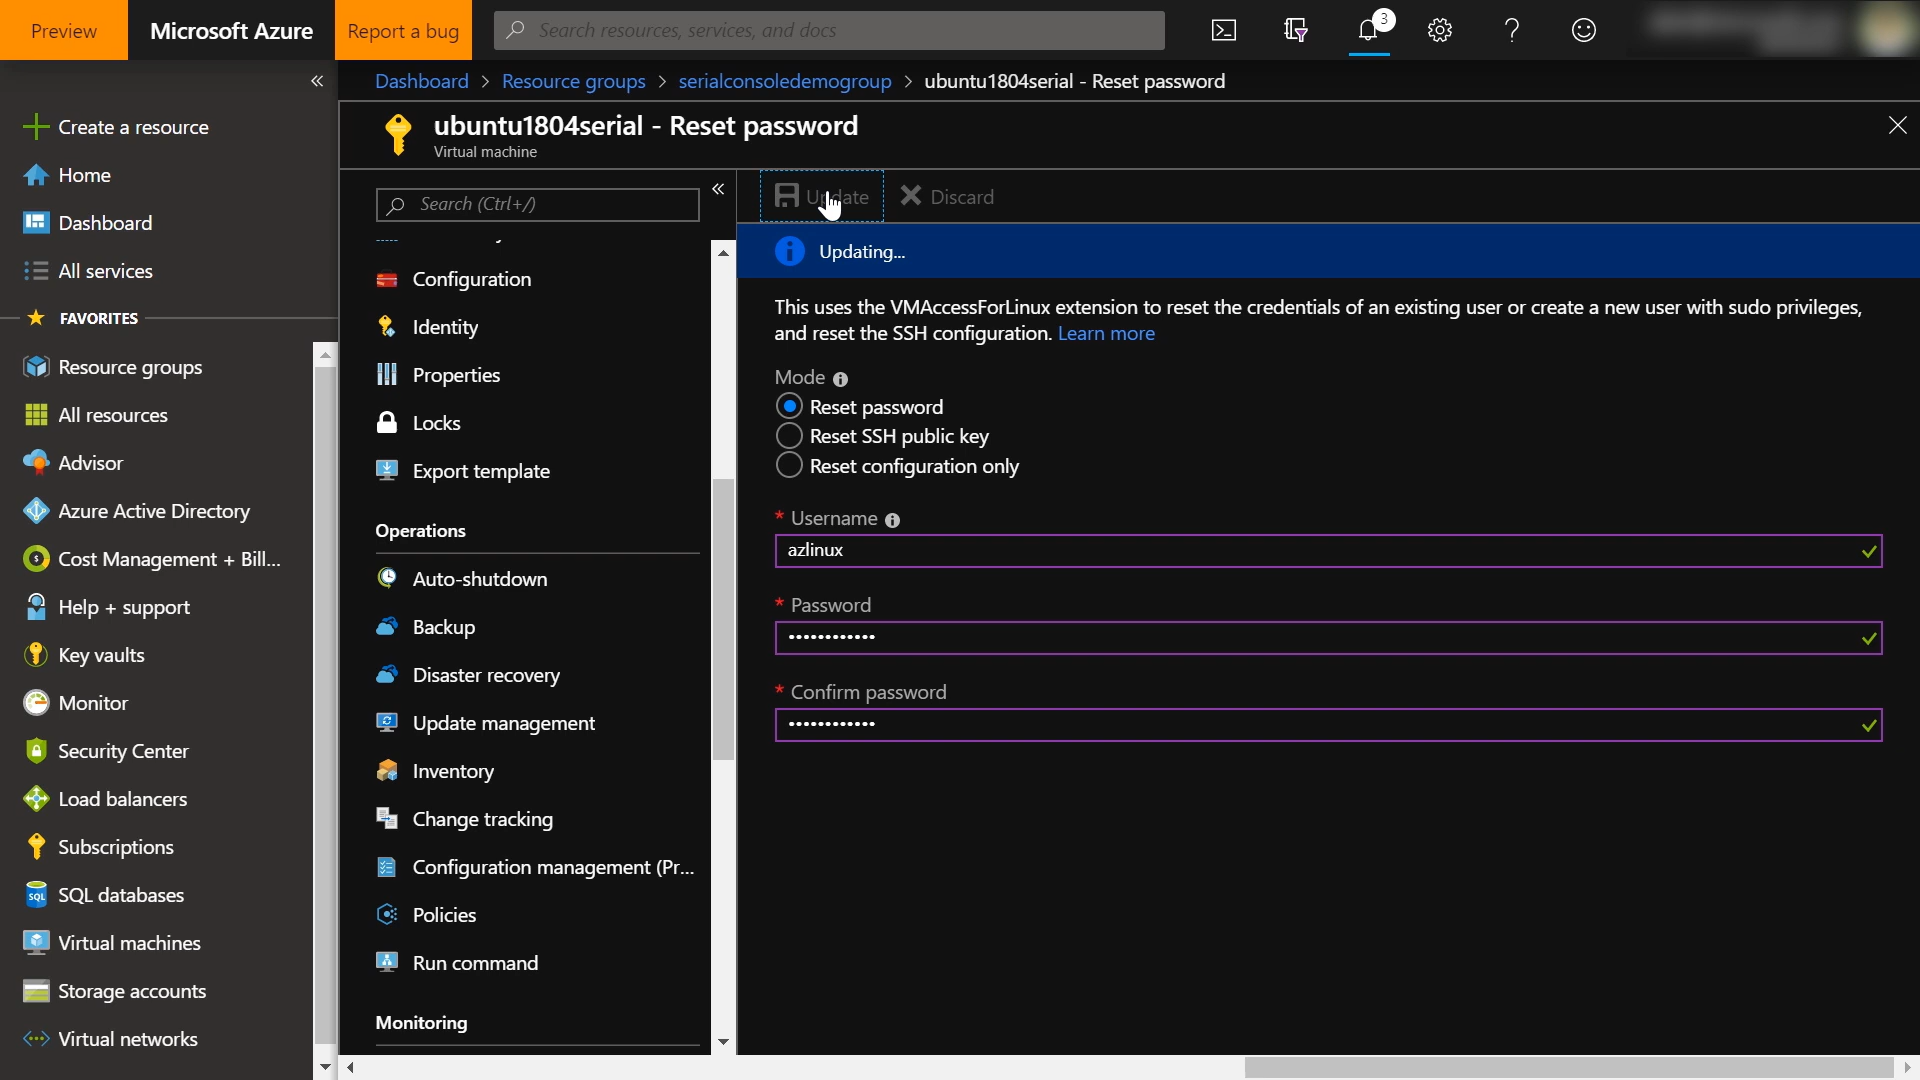 Preview
Microsoft Azure
Report a bug
Search resources, services, and docs
3
Dashboard > Resource groups > serialconsoledemogroup > ubuntu1804serial - Reset password
Create a resource
Home
Dashboard
All services
FAVORITES
Resource groups
All resources
Advisor
Azure Active Directory
Cost Management + Bill...
Help + support
Key vaults
Monitor
Security Center
Load balancers
Subscriptions
SQL databases
Virtual machines
Storage accounts
Virtual networks
ubuntu1804serial - Reset password
Virtual machine
Search (Ctrl+/)
Configuration
Identity
Properties
Locks
Export template
Operations
Auto-shutdown
Backup
Disaster recovery
Update management
Inventory
Change tracking
Configuration management (Pr...
Policies
Run command
Monitoring
Update
Discard
Updating...
This uses the VMAccessForLinux extension to reset the credentials of an existing user or create a new user with sudo privileges,
and reset the SSH configuration. Learn more
Mode
Reset password
Reset SSH public key
Reset configuration only
* Username
azlinux
* Password
••••••••••••
* Confirm password
••••••••••••